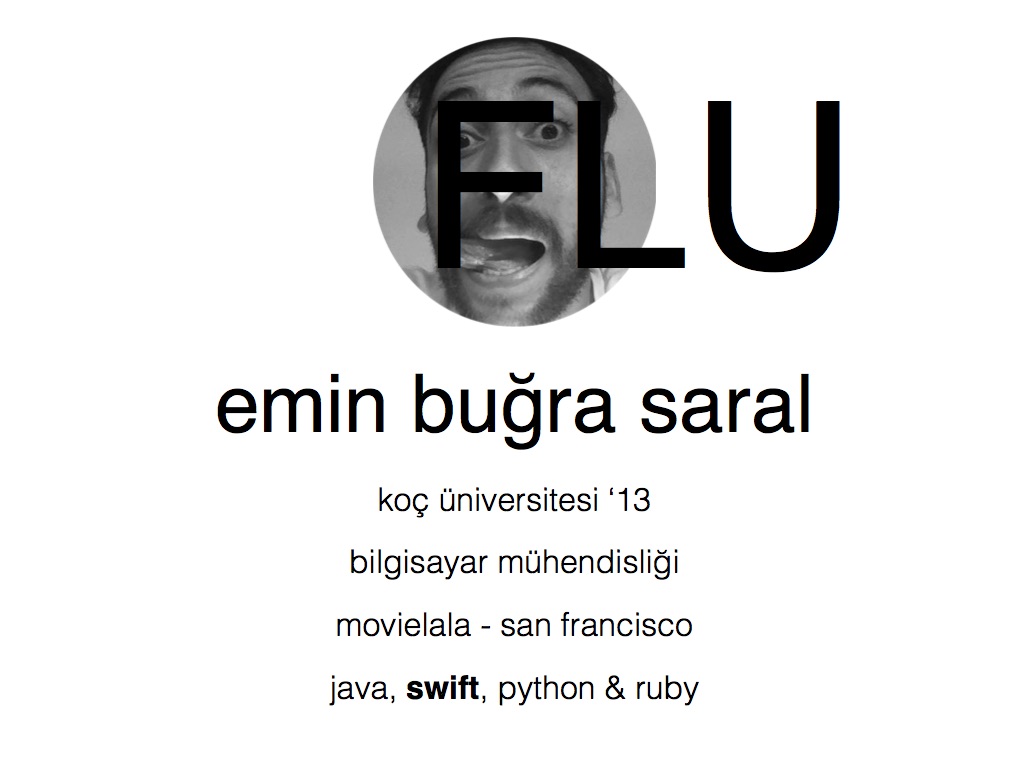 FLU
emin buğra saral
koç üniversitesi ‘13
bilgisayar mühendisliği
movielala - san francisco
java, swift, python & ruby